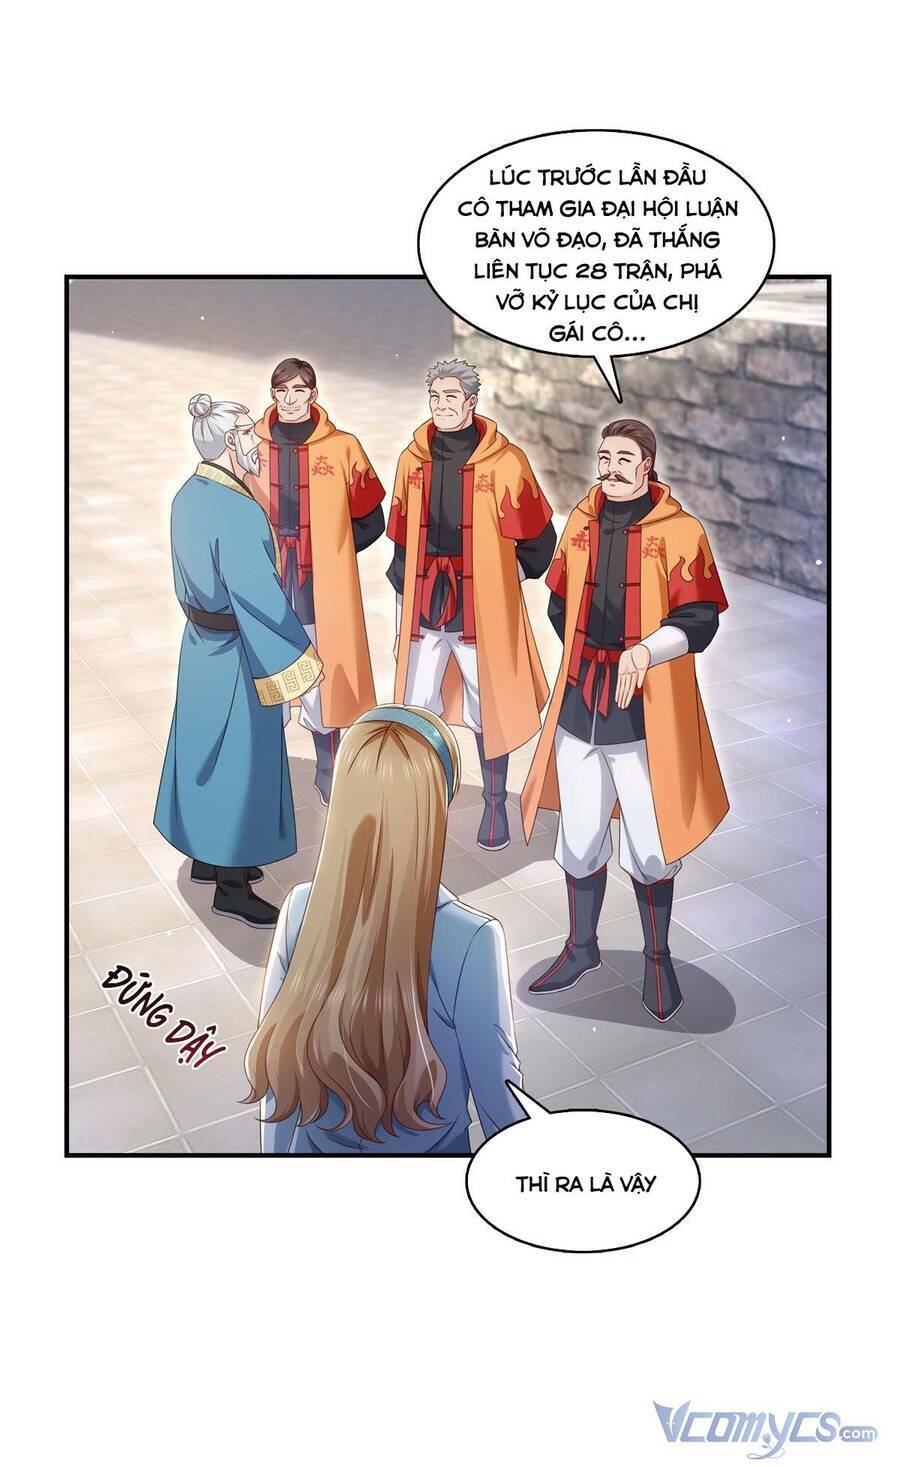 LÚC TRƯỚC LẦN ĐẦU
CÔ THAM GIA ĐẠI HỘI LUẬN
BÀN VÕ ĐẠO, ĐÃ THẮNG
LIÊN TỤC 28 TRẬN, PHÁ
VỠ KỶ LỤC CỦA CHỊ
GÁI CÔ...
ĐỨNG DẬY
THÌ RA LÀ VẬY
Vcomycs.com